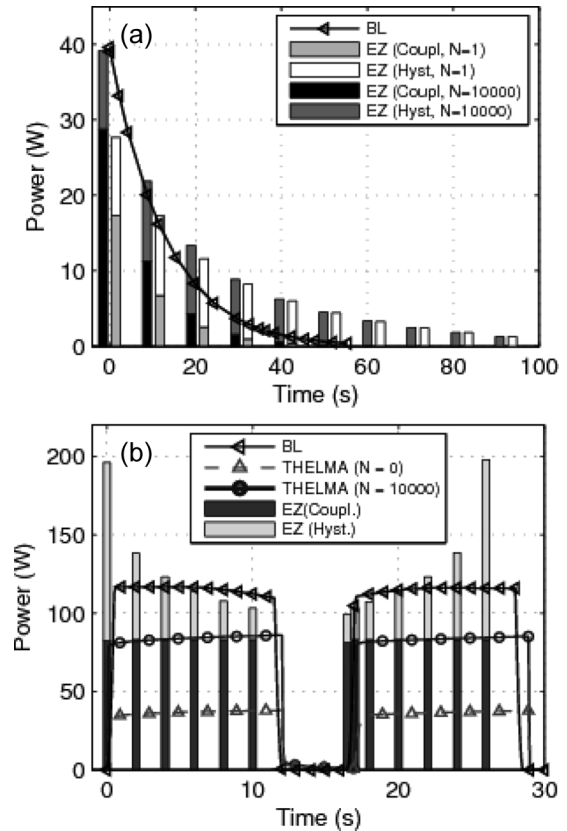 (a)
BL
EZ (Coupl, N=1)
EZ (Hyst, N=1)
EZ (Coupl, N=10000)
EZ (Hyst, N=10000)
Power (W)
40
30
20
10
0
0 20 40 60 80 100
Time (s)
(b)
BL
THELMA (N = 0)
THELMA (N = 10000)
EZ(Coupl.)
EZ (Hyst.)
Power (W)
200
150
100
50
0
0 10 20 30
Time (s)